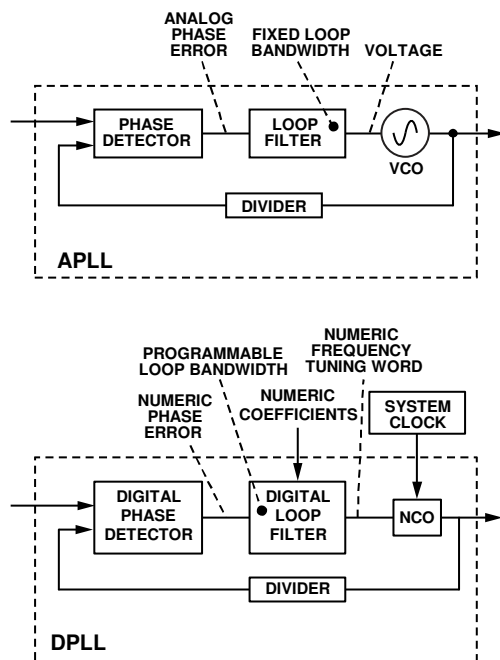 ANALOG
PHASE
ERROR
FIXED LOOP
BANDWIDTH
VOLTAGE
PHASE
DETECTOR
LOOP
FILTER
VCO
DIVIDER
APLL
PROGRAMMABLE
LOOP BANDWIDTH
NUMERIC
FREQUENCY
TUNING WORD
NUMERIC
PHASE
ERROR
NUMERIC
COEFFICIENTS
SYSTEM
CLOCK
DIGITAL
PHASE
DETECTOR
DIGITAL
LOOP
FILTER
NCO
DIVIDER
DPLL